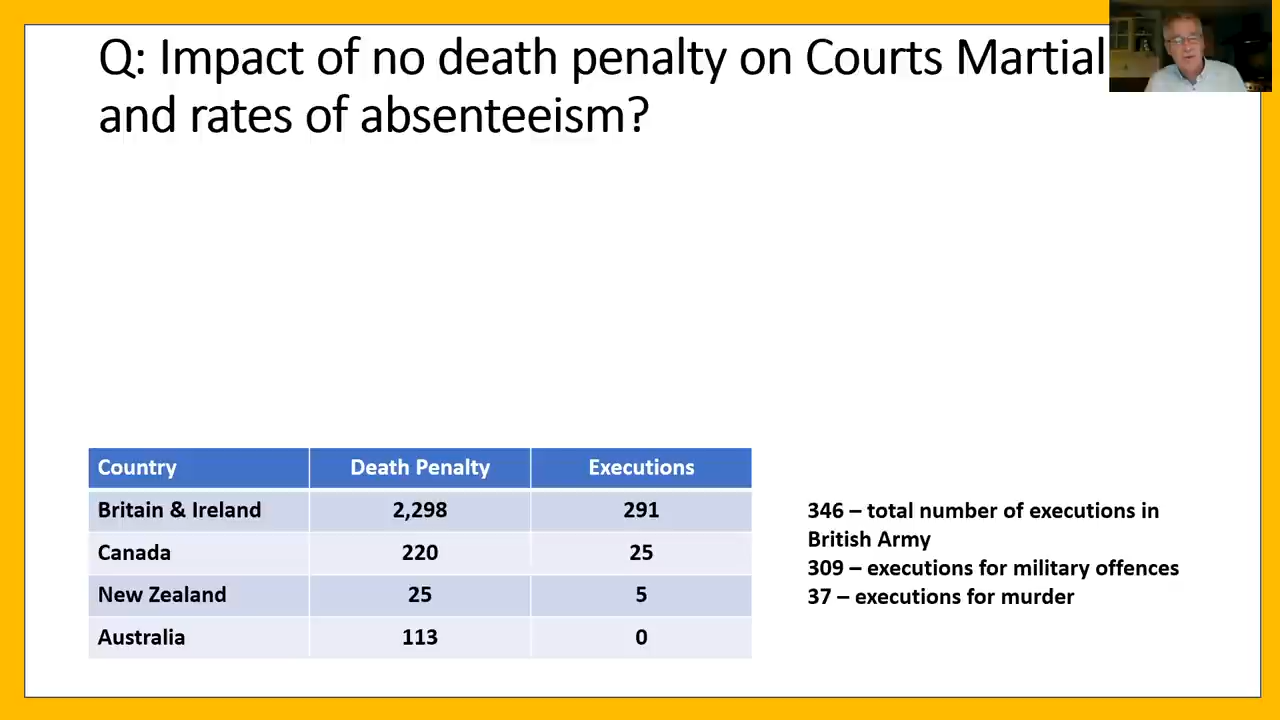 Q: Impact of no death penalty on Courts Martial
and rates of absenteeism?
Country Death Penalty Executions
Britain & Ireland 2,298 291
Canada 220 25
New Zealand 25 5
Australia 113 0
346 – total number of executions in
British Army
309 – executions for military offences
37 – executions for murder